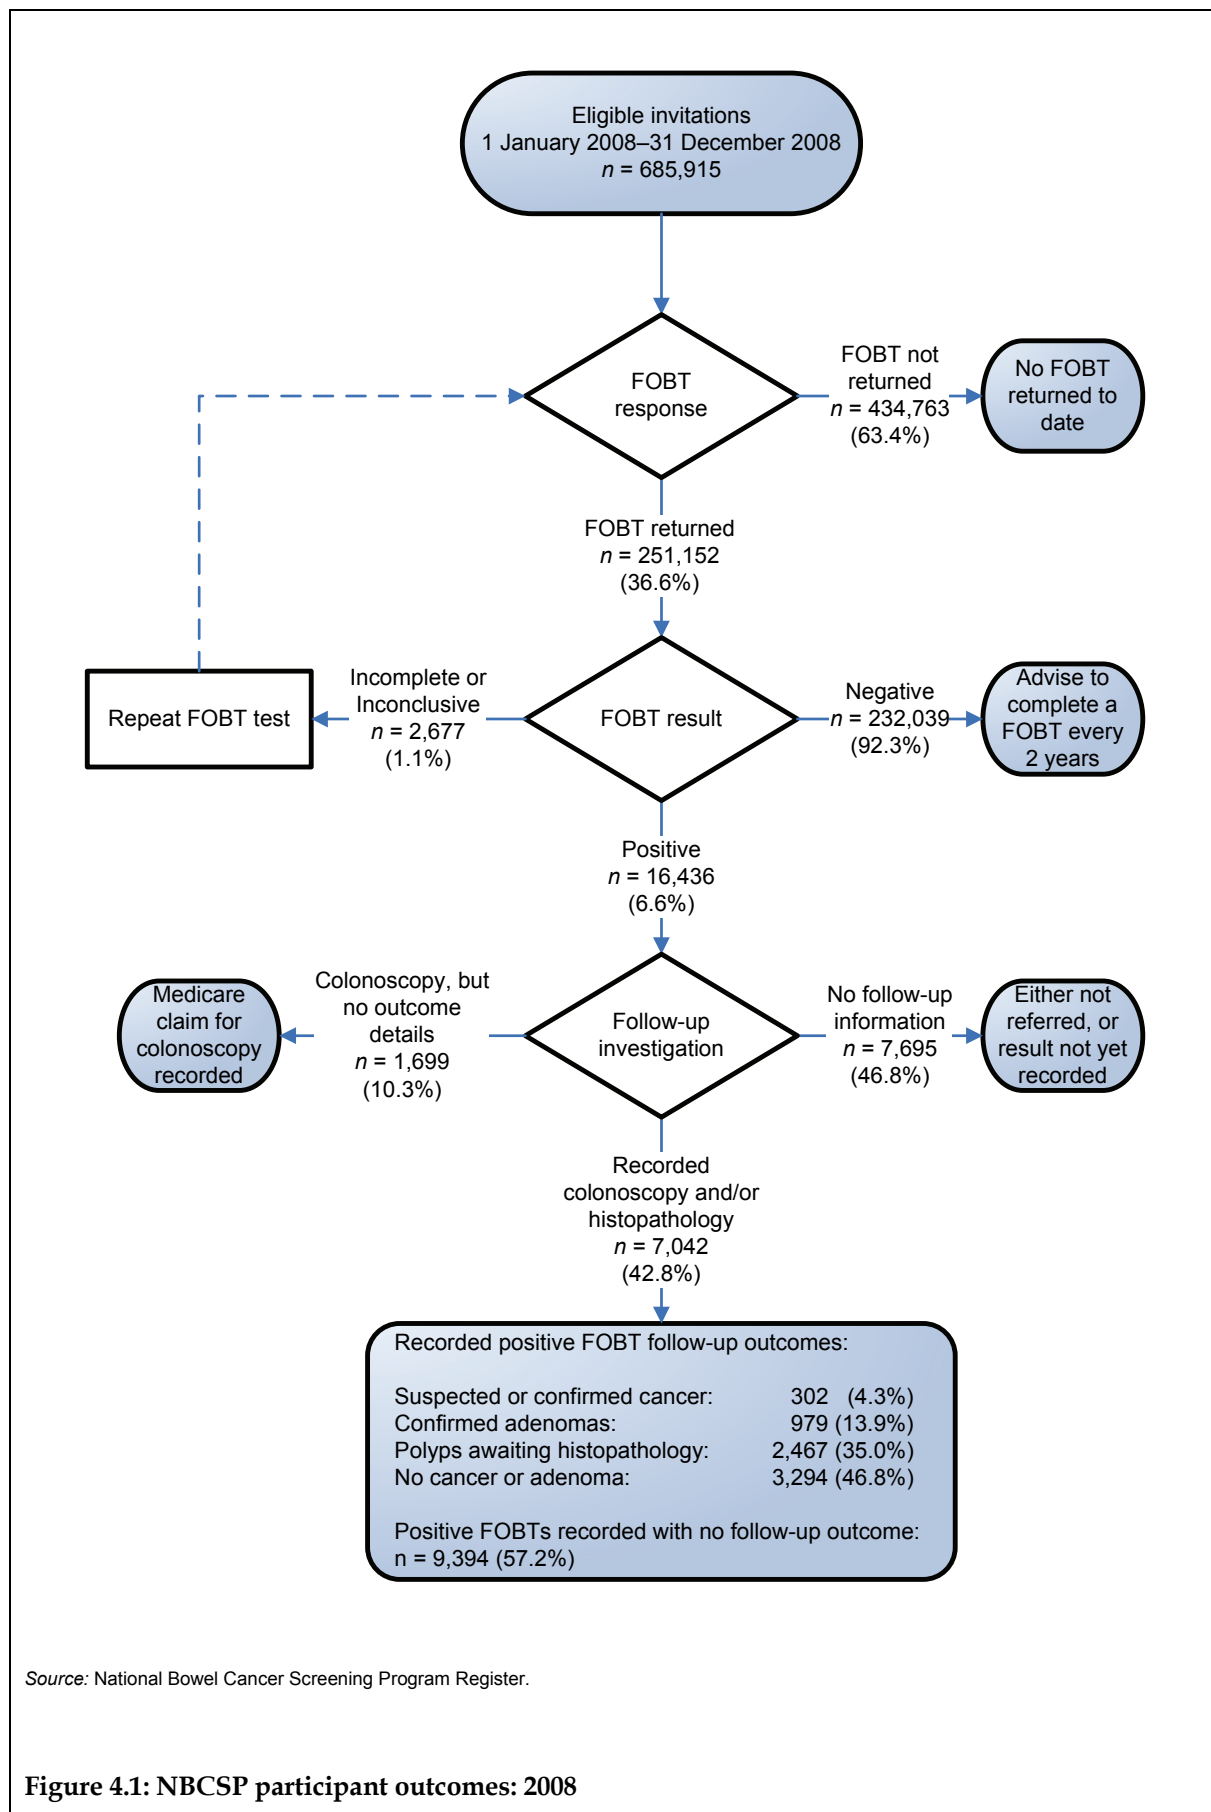 Eligible invitations
1 January 2008–31 December 2008
n = 685,915
FOBT
response
FOBT not
returned
n = 434,763
(63.4%)
No FOBT
returned to
date
FOBT returned
n = 251,152
(36.6%)
Repeat FOBT test
Incomplete or
Inconclusive
n = 2,677
(1.1%)
FOBT result
Negative
n = 232,039
(92.3%)
Advise to
complete a
FOBT every
2 years
Positive
n = 16,436
(6.6%)
Medicare
claim for
colonoscopy
recorded
Colonoscopy, but
no outcome
details
n = 1,699
(10.3%)
Follow-up
investigation
No follow-up
information
n = 7,695
(46.8%)
Either not
referred, or
result not yet
recorded
Recorded
colonoscopy and/or
histopathology
n = 7,042
(42.8%)
Recorded positive FOBT follow-up outcomes:
Suspected or confirmed cancer: 302 (4.3%)
Confirmed adenomas: 979 (13.9%)
Polyps awaiting histopathology: 2,467 (35.0%)
No cancer or adenoma: 3,294 (46.8%)
Positive FOBTs recorded with no follow-up outcome:
n = 9,394 (57.2%)
Source: National Bowel Cancer Screening Program Register.
Figure 4.1: NBCSP participant outcomes: 2008